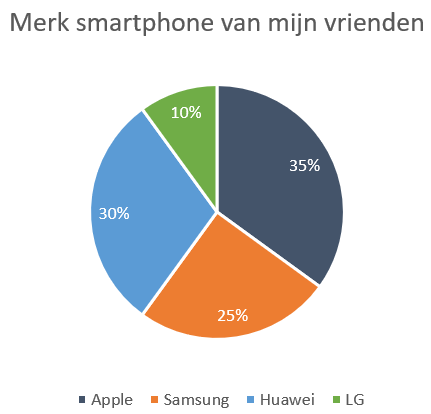 Merk smartphone van mijn vrienden
10%
35%
30%
25%
Apple Samsung Huawei LG